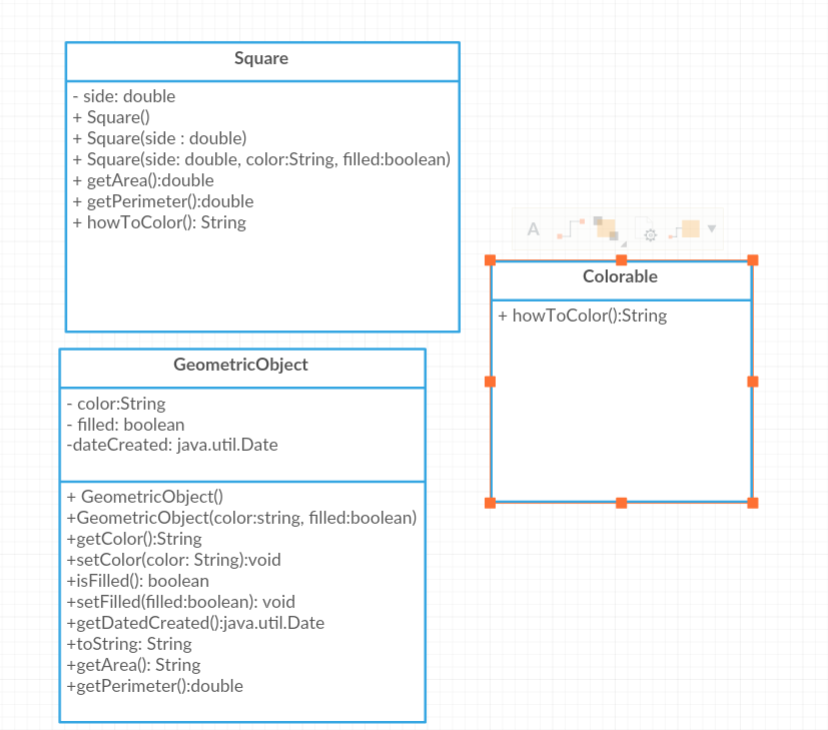 Square
- side: double
+ Square()
+ Square(side : double)
+ Square(side: double, color:String, filled:boolean)
+ getArea():double
+ getPerimeter():double
+ howToColor(): String
A
Colorable
+ howToColor():String
GeometricObject
- color:String
- filled: boolean
-dateCreated: java.util.Date
+ GeometricObject()
+GeometricObject(color:string, filled:boolean)
+getColor():String
+setColor(color: String):void
+isFilled(): boolean
+setFilled(filled:boolean): void
+getDatedCreated():java.util.Date
+toString: String
+getArea(): String
+getPerimeter():double